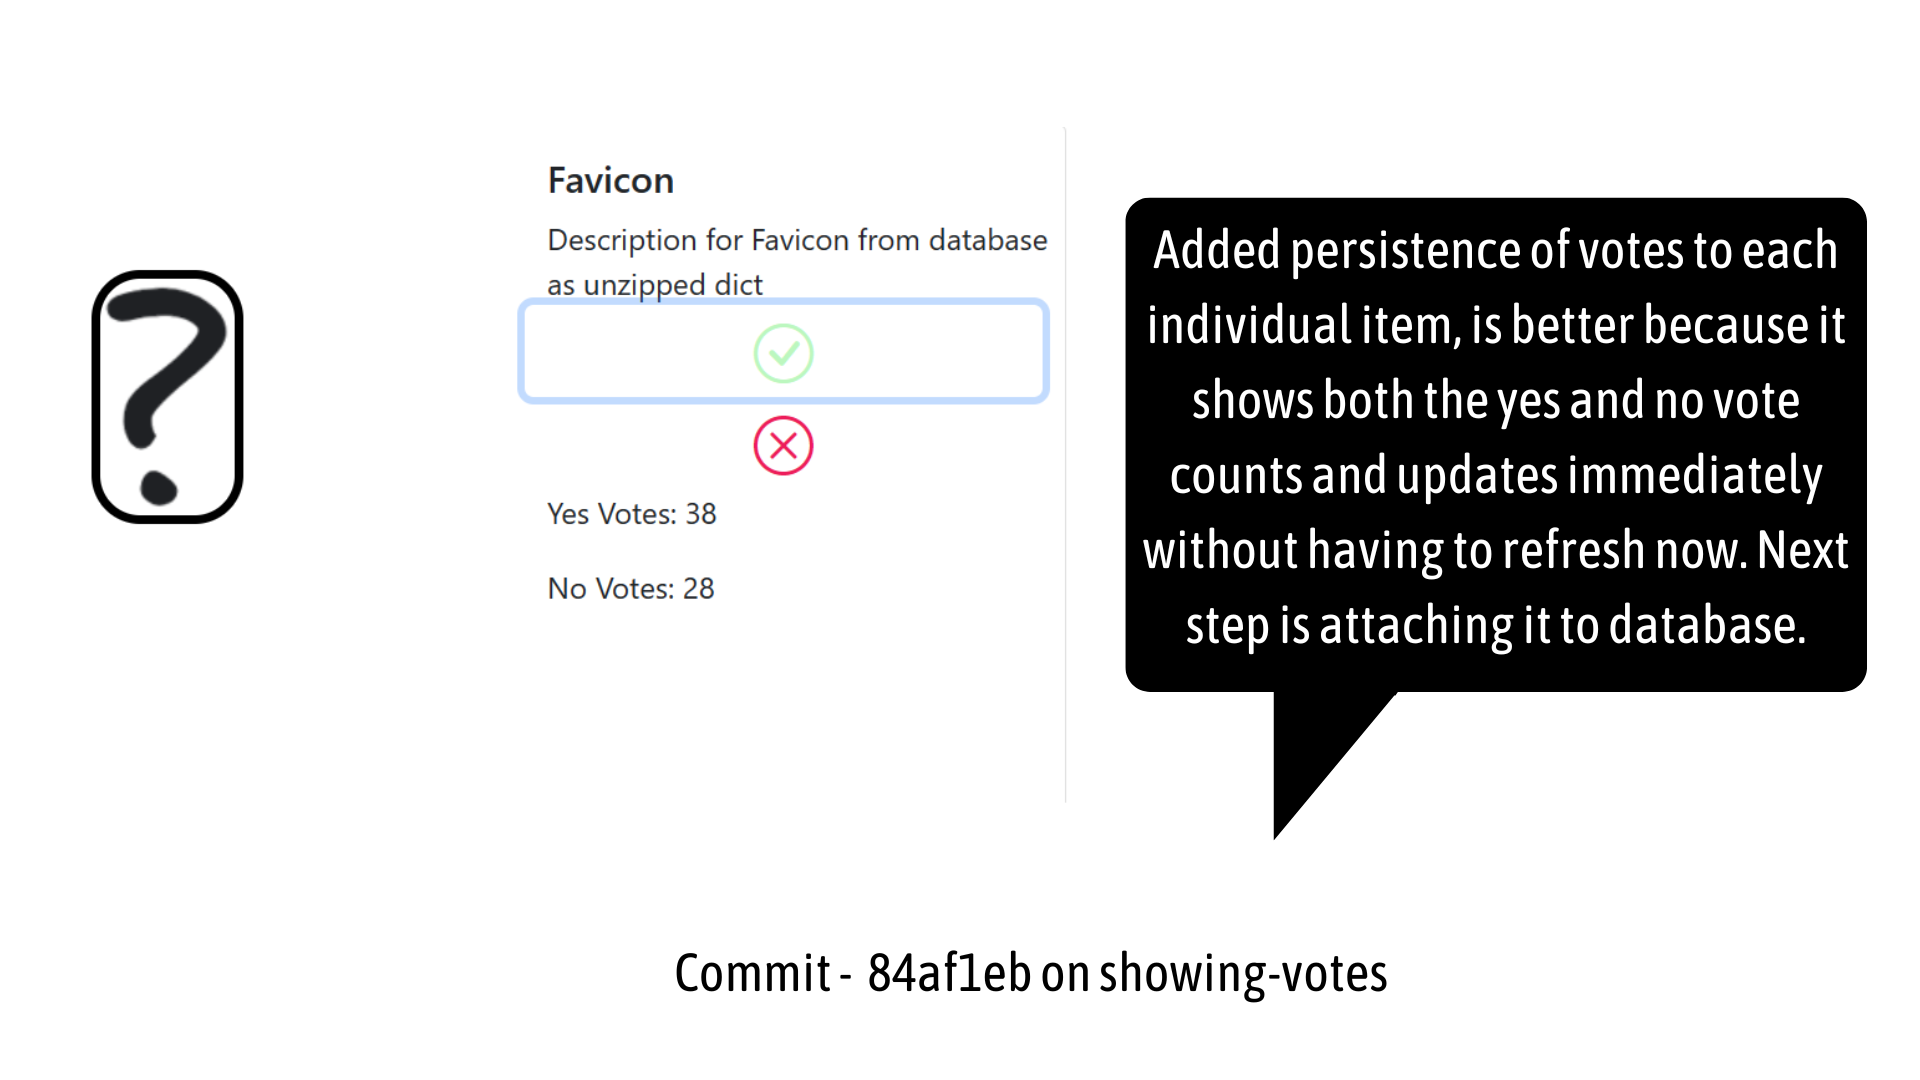 ?
Favicon
Description for Favicon from database
as unzipped dict
Yes Votes: 38
No Votes: 28
Added persistence of votes to each
individual item, is better because it
shows both the yes and no vote
counts and updates immediately
without having to refresh now. Next
step is attaching it to database.
Commit - 84af1eb on showing-votes